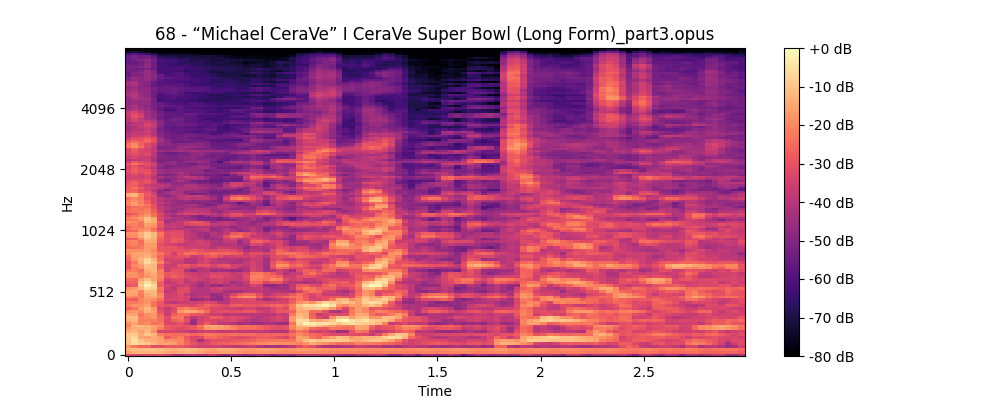 68 - “Michael CeraVe” I CeraVe Super Bowl (Long Form)_part3.opus
Hz
4096
2048
1024
512
0
0
0.5
1
1.5
2
2.5
Time
+0 dB
-10 dB
-20 dB
-30 dB
-40 dB
-50 dB
-60 dB
-70 dB
-80 dB